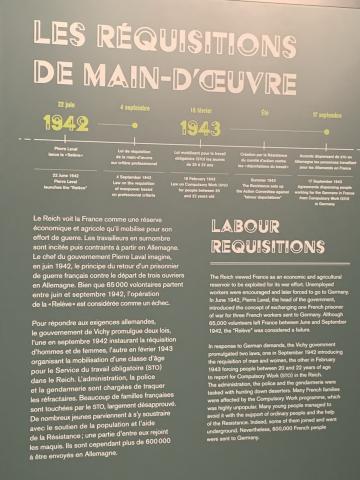 LES RÉQUISITIONS
DE MAIN-D'ŒUVRE
22 juin
1942
4 septembre
16 février
1943
Été
17 septembre
Pierre Laval
lance la «Relève»
Loi de réquisition
de la main-d'œuvre
sur critère professionnel
Loi mobilisant pour le travail
obligatoire (STO) les jeunes
de 20 à 22 ans
Création par la Résistance
du comité d'action contre
les «déportations du travail»
Accords dispensant du STO
les personnes travaillant
pour les Allemands en France
22 June 1942
Pierre Laval
launches the "Relève"
4 September 1942
Law on the requisition
of manpower based
on professional criteria
16 February 1943
Law on Compulsory Work (STO)
for people between 20
and 22 years old
Summer 1943
The Resistance sets up
the Action Committee against
"labour deportations"
17 September 1943
Agreements dispensing people
working for the Germans in France
from Compulsory Work (STO)
in Germany
Le Reich voit la France comme une réserve
économique et agricole qu'il mobilise pour son
effort de guerre. Les travailleurs en surnombre
sont incités puis contraints à partir en Allemagne.
Le chef du gouvernement Pierre Laval imagine,
en juin 1942, le principe du retour d'un prisonnier
de guerre français contre le départ de trois ouvriers
en Allemagne. Bien que 65 000 volontaires partent
entre juin et septembre 1942, l'opération
de la «Relève» est considérée comme un échec.
Pour répondre aux exigences allemandes,
le gouvernement de Vichy promulgue deux lois,
l'une en septembre 1942 instaurant la réquisition
d'hommes et de femmes, l'autre en février 1943
organisant la mobilisation d'une classe d'âge
pour le Service du travail obligatoire (STO)
dans le Reich. L'administration, la police
et la gendarmerie sont chargées de traquer
les réfractaires. Beaucoup de familles françaises
sont touchées par le STO, largement désapprouvé.
De nombreux jeunes parviennent à s'y soustraire
avec le soutien de la population et l'aide
de la Résistance ; une partie d'entre eux rejoint
les maquis. Ils sont cependant plus de 600 000
à être envoyés en Allemagne.
LABOUR
REQUISITIONS
The Reich viewed France as an economic and agricultural
reservoir to be exploited for its war effort. Unemployed
workers were encouraged and later forced to go to Germany.
In June 1942, Pierre Laval, the head of the government,
introduced the concept of exchanging one French prisoner
of war for three French workers sent to Germany. Although
65,000 volunteers left France between June and September
1942, the "Relève" was considered a failure.
In response to German demands, the Vichy government
promulgated two laws, one in September 1942 introducing
the requisition of men and women, the other in February
1943 forcing people between 20 and 22 years of age
to report for Compulsory Work (STO) in the Reich.
The administration, the police and the gendarmerie were
tasked with hunting down deserters. Many French families
were affected by the Compulsory Work programme, which
was highly unpopular. Many young people managed to
avoid it with the support of ordinary people and the help
of the Resistance. Indeed, some of them joined and went
underground. Nevertheless, 600,000 French people
were sent to Germany.